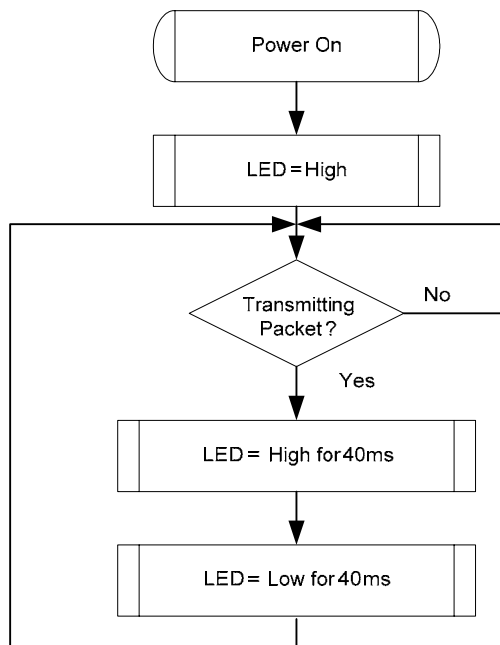 Power On
LED = High
Transmitting
Packet ?
No
Yes
LED = High for 40ms
LED = Low for 40ms